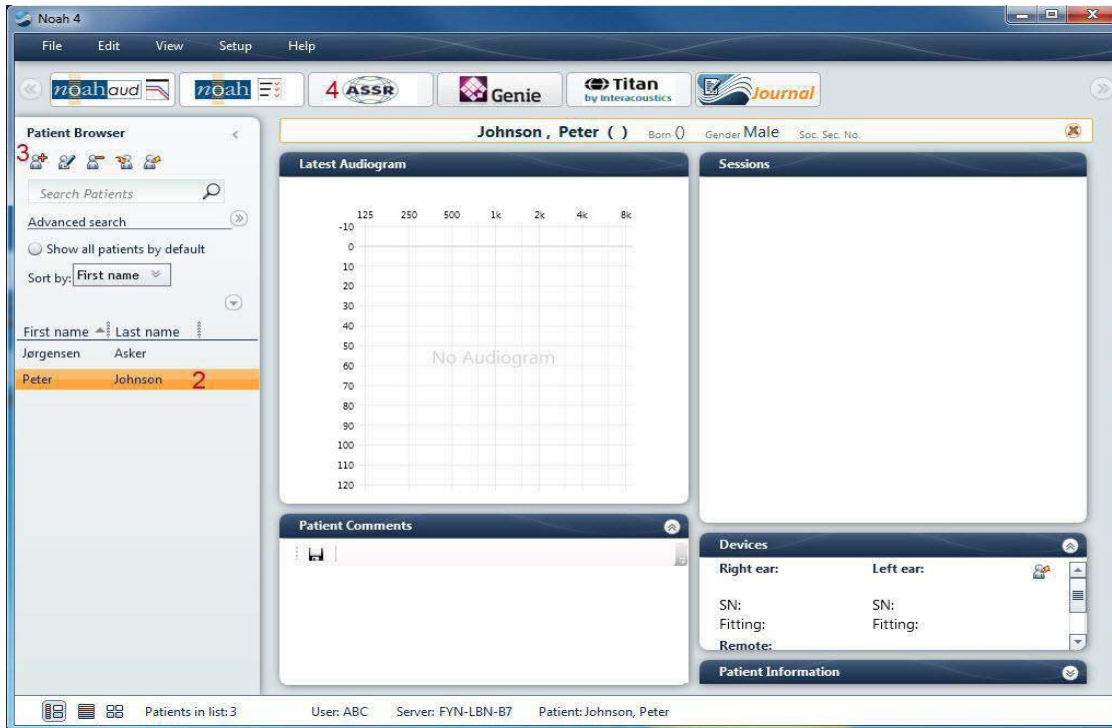 Noah 4
File Edit View Setup Help
noah aud noah 4 ASSR Genie Titan by Interacoustics Journal
Patient Browser
3
Search Patients
Advanced search
Show all patients by default
Sort by: First name
First name Last name
Jørgensen Asker
Peter Johnson 2
Johnson , Peter ( ) Born () Gender Male Soc. Sec. No.
Latest Audiogram
125 250 500 1k 2k 4k 8k
-10
0
10
20
30
40
50
60
70
80
90
100
110
120
No Audiogram
Patient Comments
Sessions
Devices
Right ear: Left ear:
SN: SN:
Fitting: Fitting:
Remote:
Patient Information
Patients in list: 3 User: ABC Server: FYN-LBN-B7 Patient: Johnson, Peter